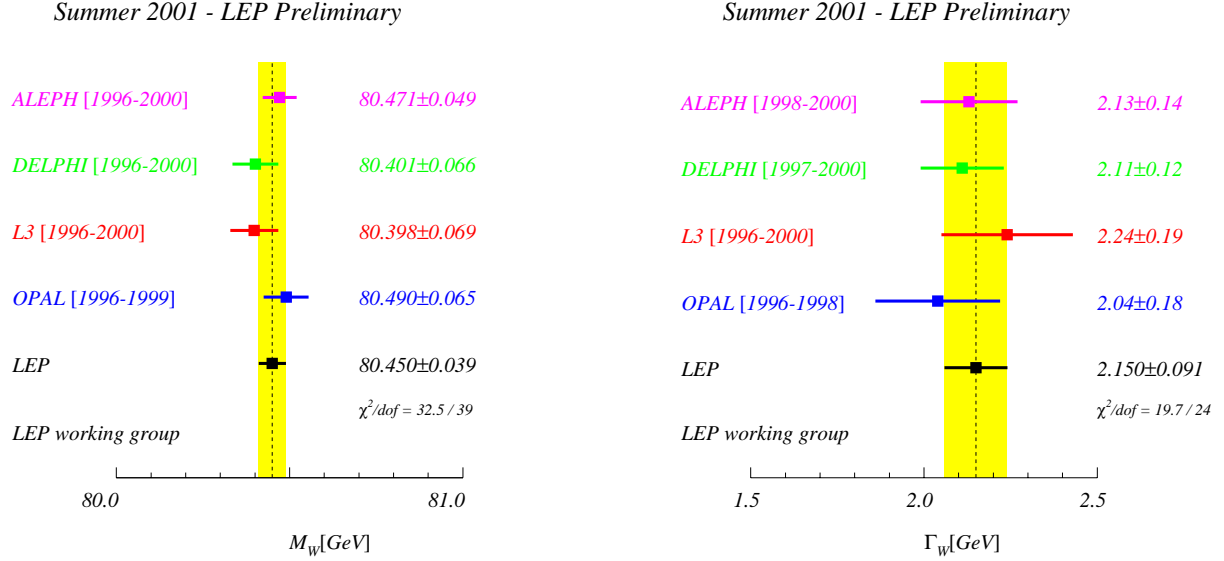 Summer 2001 - LEP Preliminary
ALEPH [1996-2000] 80.471±0.049
DELPHI [1996-2000] 80.401±0.066
L3 [1996-2000] 80.398±0.069
OPAL [1996-1999] 80.490±0.065
LEP 80.450±0.039
χ²/dof = 32.5 / 39
LEP working group
80.0 81.0
M_W[GeV]
Summer 2001 - LEP Preliminary
ALEPH [1998-2000] 2.13±0.14
DELPHI [1997-2000] 2.11±0.12
L3 [1996-2000] 2.24±0.19
OPAL [1996-1998] 2.04±0.18
LEP 2.150±0.091
χ²/dof = 19.7 / 24
LEP working group
1.5 2.0 2.5
Γ_W[GeV]